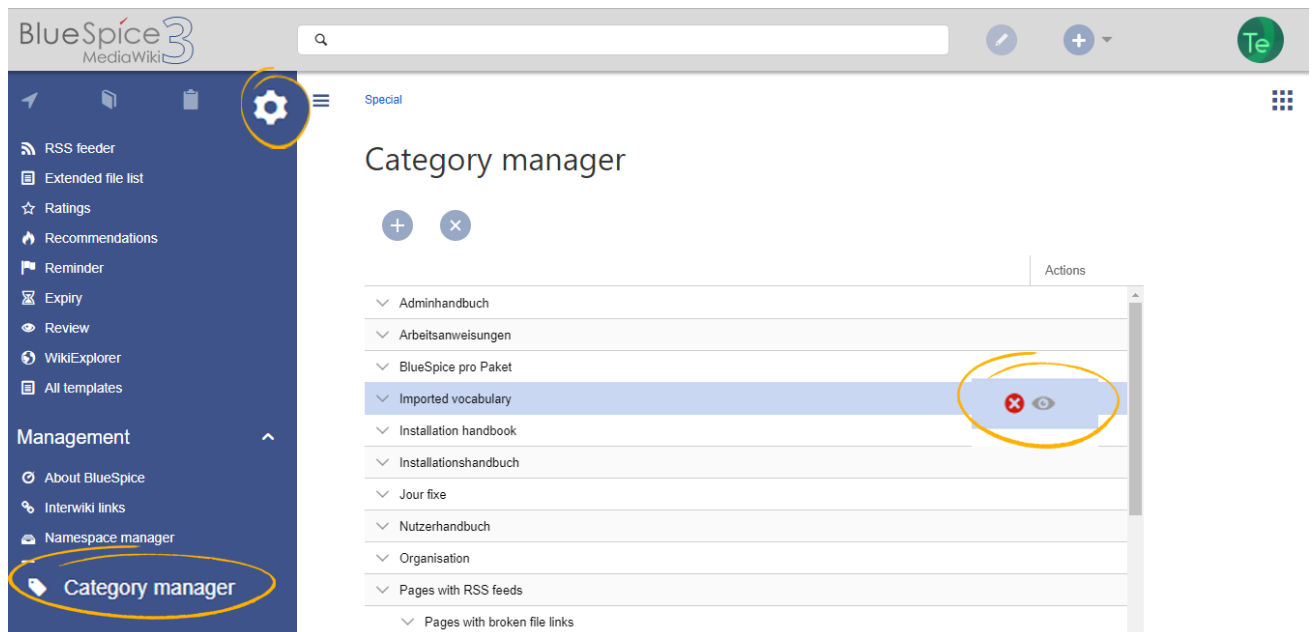 BlueSpice 3
MediaWiki
Te
Special
Category manager
RSS feeder
Extended file list
Ratings
Recommendations
Reminder
Expiry
Review
WikiExplorer
All templates
Management
About BlueSpice
Interwiki links
Namespace manager
Category manager
Actions
Adminhandbuch
Arbeitsanweisungen
BlueSpice pro Paket
Imported vocabulary
Installation handbook
Installationshandbuch
Jour fixe
Nutzerhandbuch
Organisation
Pages with RSS feeds
Pages with broken file links